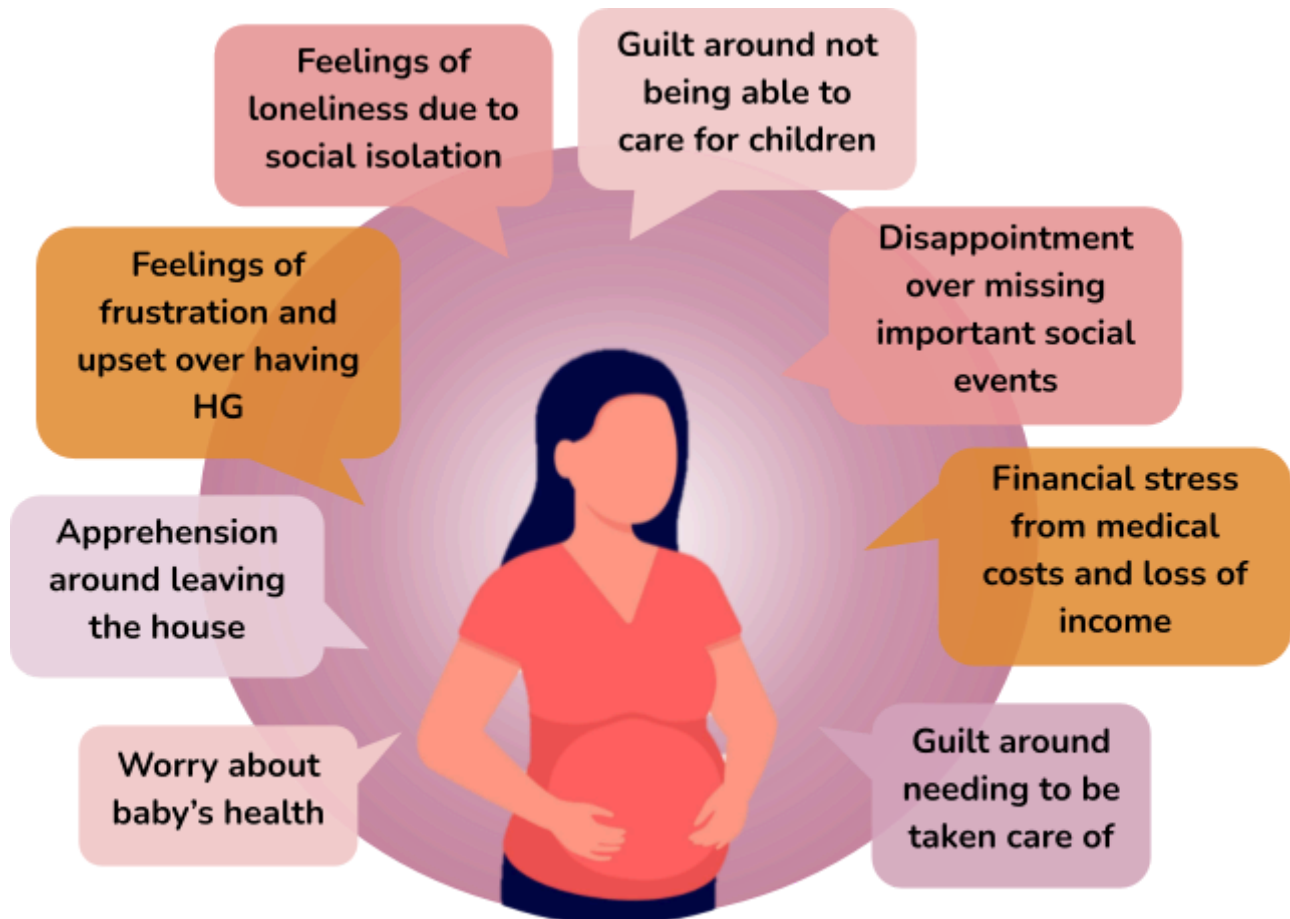 Feelings of
loneliness due to
social isolation
Guilt around not
being able to
care for children
Disappointment
over missing
important social
events
Feelings of
frustration and
upset over having
HG
Financial stress
from medical
costs and loss of
income
Apprehension
around leaving
the house
Guilt around
needing to be
taken care of
Worry about
baby’s health